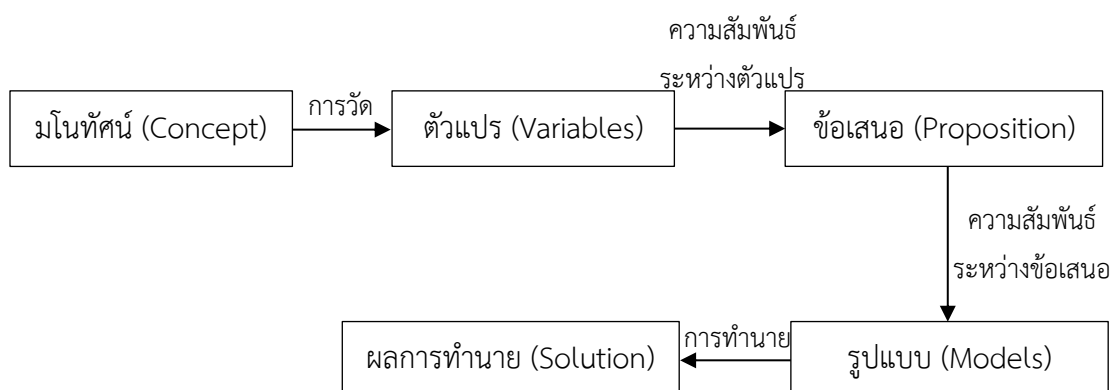 ความสัมพันธ์
ระหว่างตัวแปร
มโนทัศน์ (Concept)
การวัด
ตัวแปร (Variables)
ข้อเสนอ (Proposition)
ความสัมพันธ์
ระหว่างข้อเสนอ
รูปแบบ (Models)
การทำนาย
ผลการทำนาย (Solution)